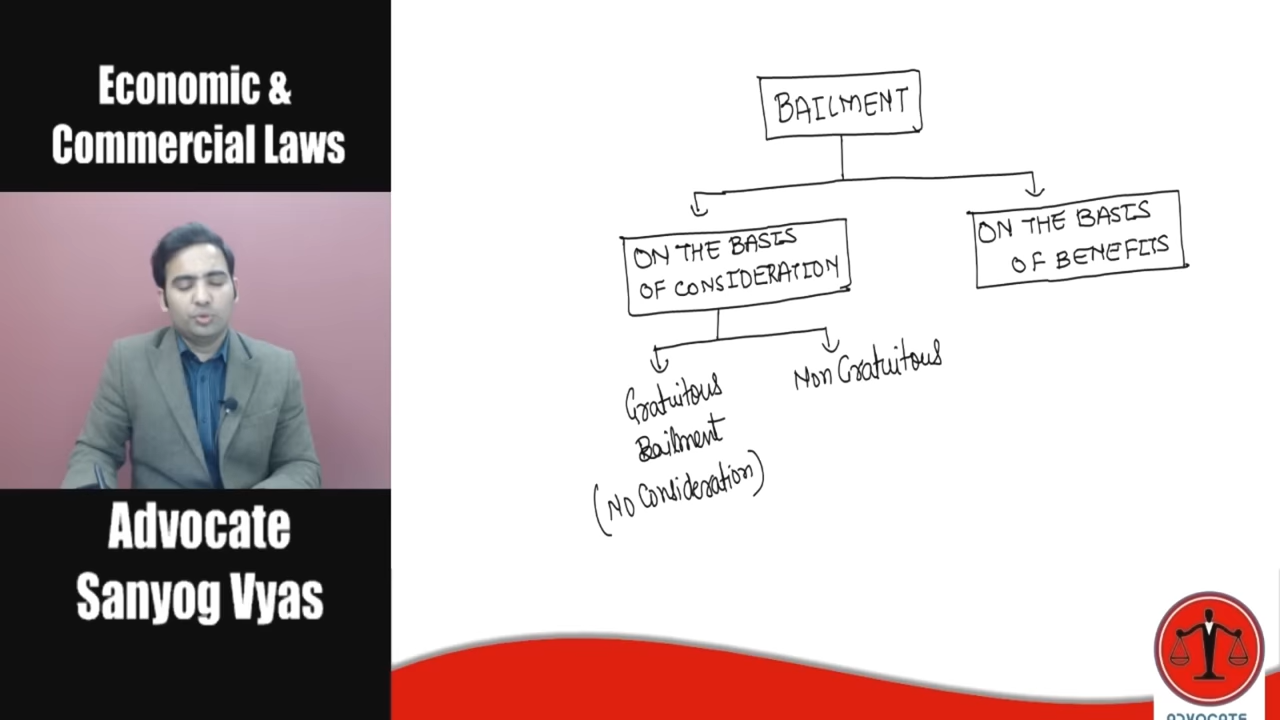 Economic &
Commercial Laws
Advocate
Sanyog Vyas
BAILMENT
ON THE BASIS
OF CONSIDERATION
ON THE BASIS
OF BENEFITS
Gratuitous
Bailment
(No Consideration)
Non Gratuitous
ADVOCATE